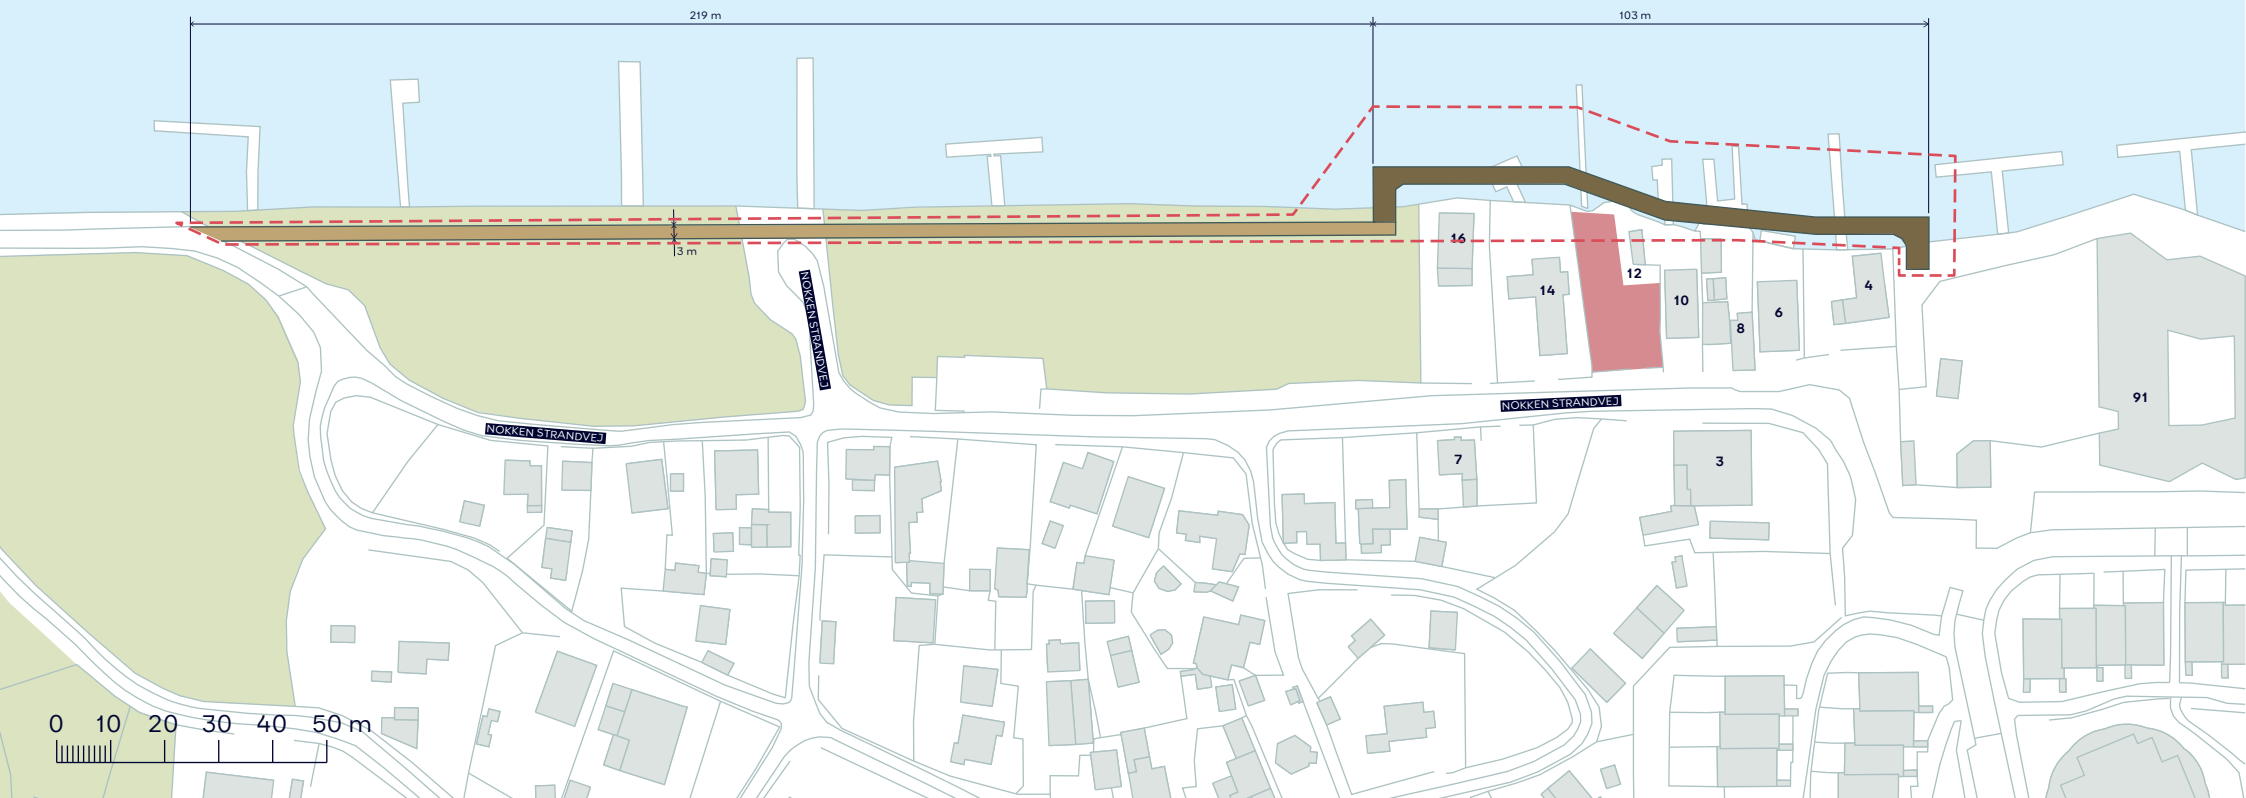 219 m
103 m
3 m
16
14
12
10
8
6
4
91
NOKKEN STRANDVEJ
NOKKEN STRANDVEJ
NOKKEN STRANDVEJ
7
3
0 10 20 30 40 50 m